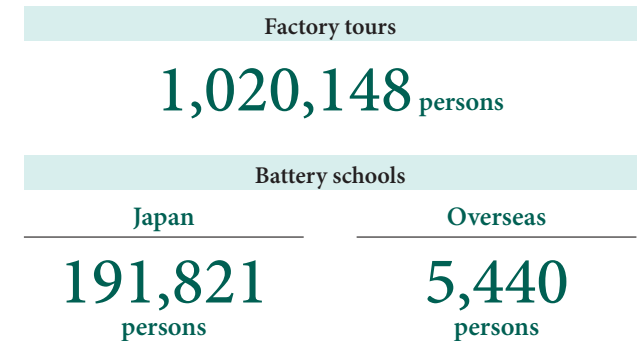 Factory tours
1,020,148 persons
Battery schools
Japan
Overseas
191,821
5,440
persons
persons